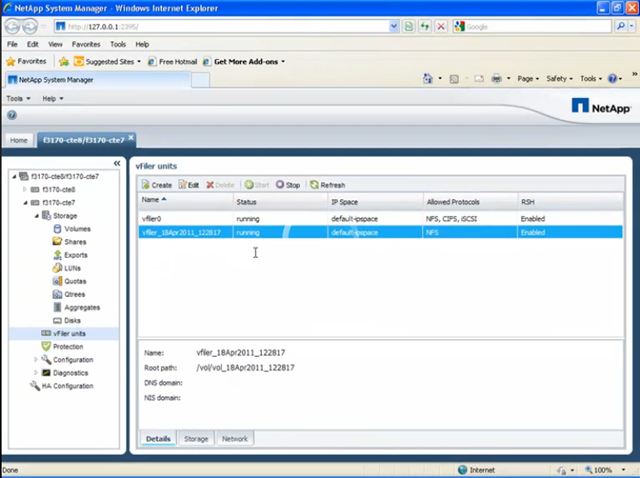 NetApp System Manager - Windows Internet Explorer
http://127.0.0.1:2395/
Google
File Edit View Favorites Tools Help
Favorites Suggested Sites Free Hotmail Get More Add-ons
NetApp System Manager
Page Safety Tools
Tools Help
NetApp
Home f3170-cte8/f3170-cte7
f3170-cte8/f3170-cte7
f3170-cte8
f3170-cte7
Storage
Volumes
Shares
Exports
LUNs
Quotas
Qtrees
Aggregates
Disks
vFiler units
Protection
Configuration
Diagnostics
HA Configuration
vFiler units
Create Edit Delete Start Stop Refresh
Name Status IP Space Allowed Protocols RSH
vfiler0 running default-ipspace NFS, CIFS, iSCSI Enabled
vfiler_18Apr2011_122817 running default-ipspace NFS Enabled
Name: vfiler_18Apr2011_122817
Root path: /vol/vol_18Apr2011_122817
DNS domain:
NIS domain:
Details Storage Network
Done Internet 100%